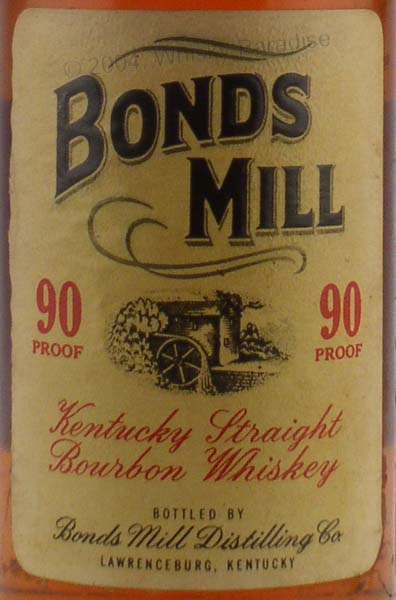 © 2004, Whisky Paradise
BONDS
MILL
90 PROOF
90 PROOF
Kentucky Straight
Bourbon Whiskey
BOTTLED BY
Bonds Mill Distilling Co
LAWRENCEBURG, KENTUCKY